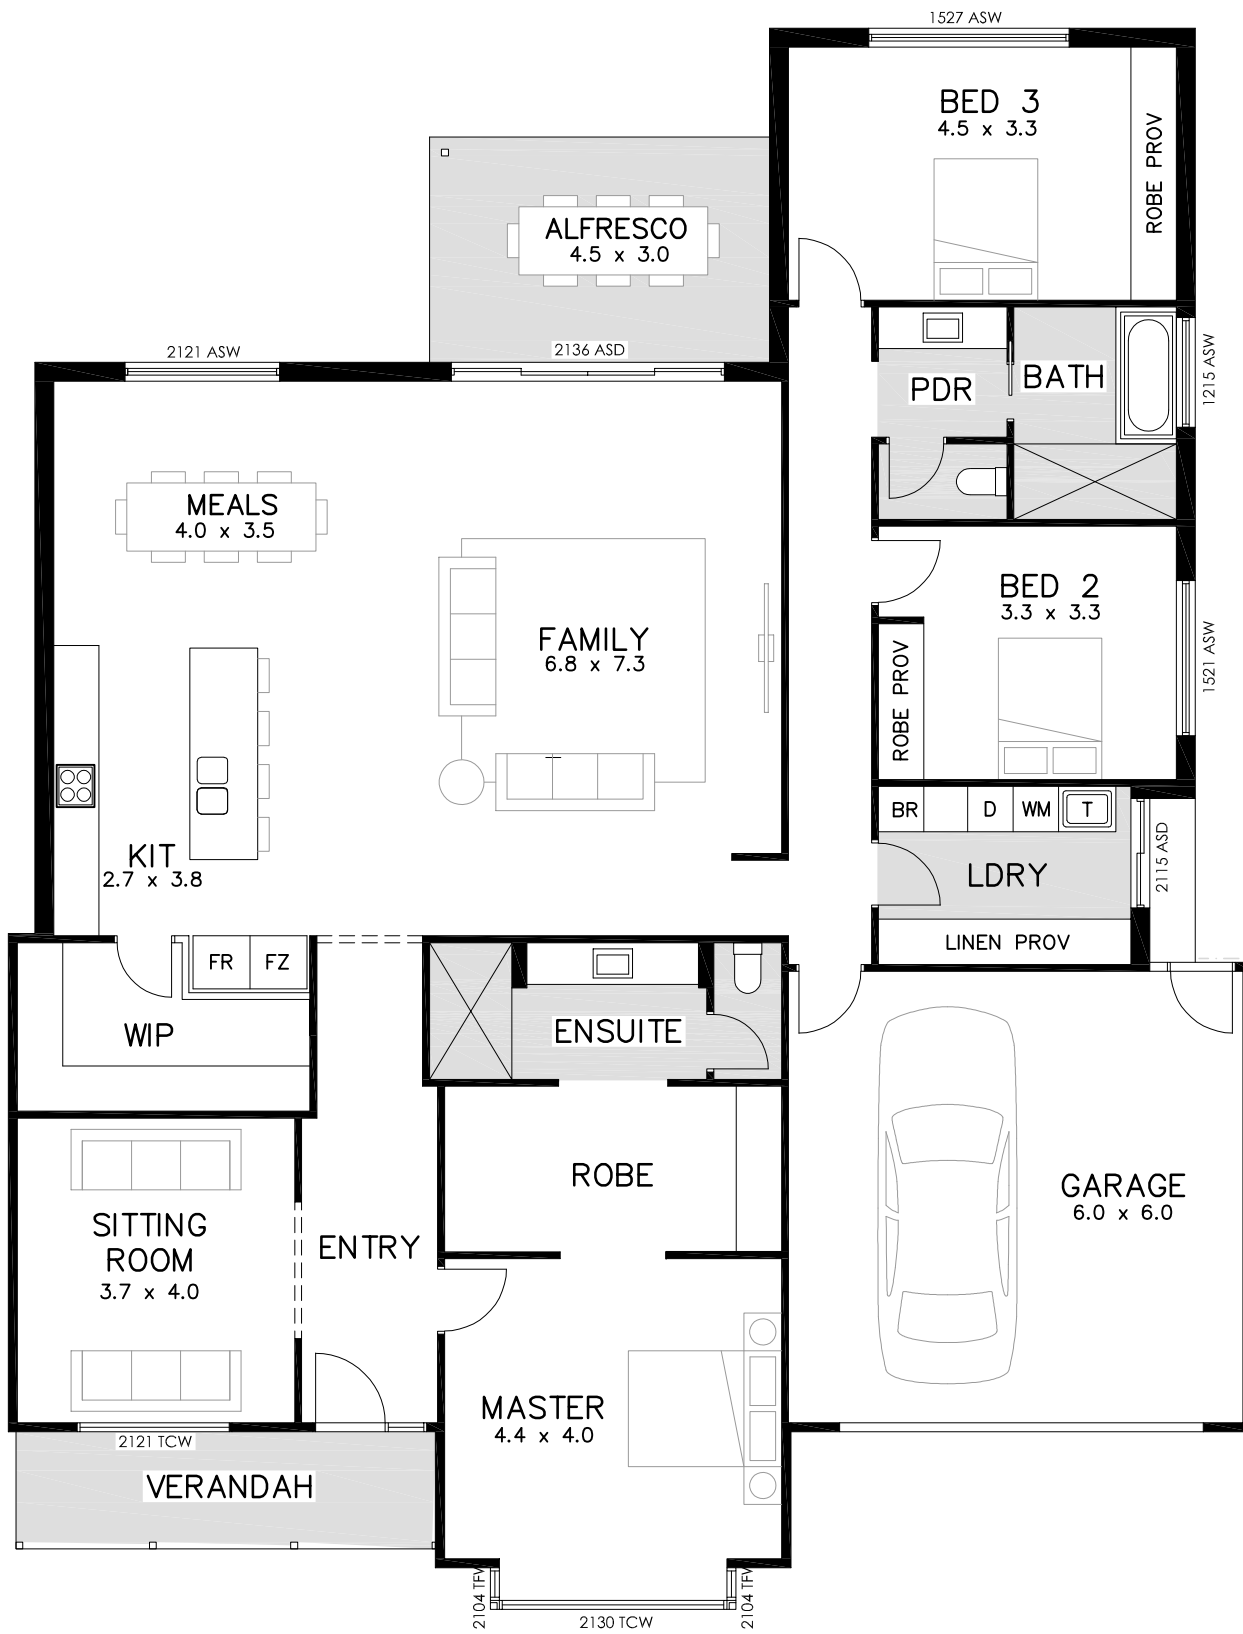 1527 ASW
BED 3
4.5 x 3.3
ROBE PROV
ALFRESCO
4.5 x 3.0
2121 ASW
2136 ASD
PDR
BATH
1215 ASW
MEALS
4.0 x 3.5
BED 2
3.3 x 3.3
FAMILY
6.8 x 7.3
ROBE PROV
1521 ASW
BR
D
WM
T
KIT
2.7 x 3.8
LDRY
2115 ASD
LINEN PROV
FR
FZ
WIP
ENSUITE
ROBE
GARAGE
6.0 x 6.0
SITTING
ROOM
3.7 x 4.0
ENTRY
MASTER
4.4 x 4.0
2121 TCW
VERANDAH
2104 TFW
2104 TFW
2130 TCW